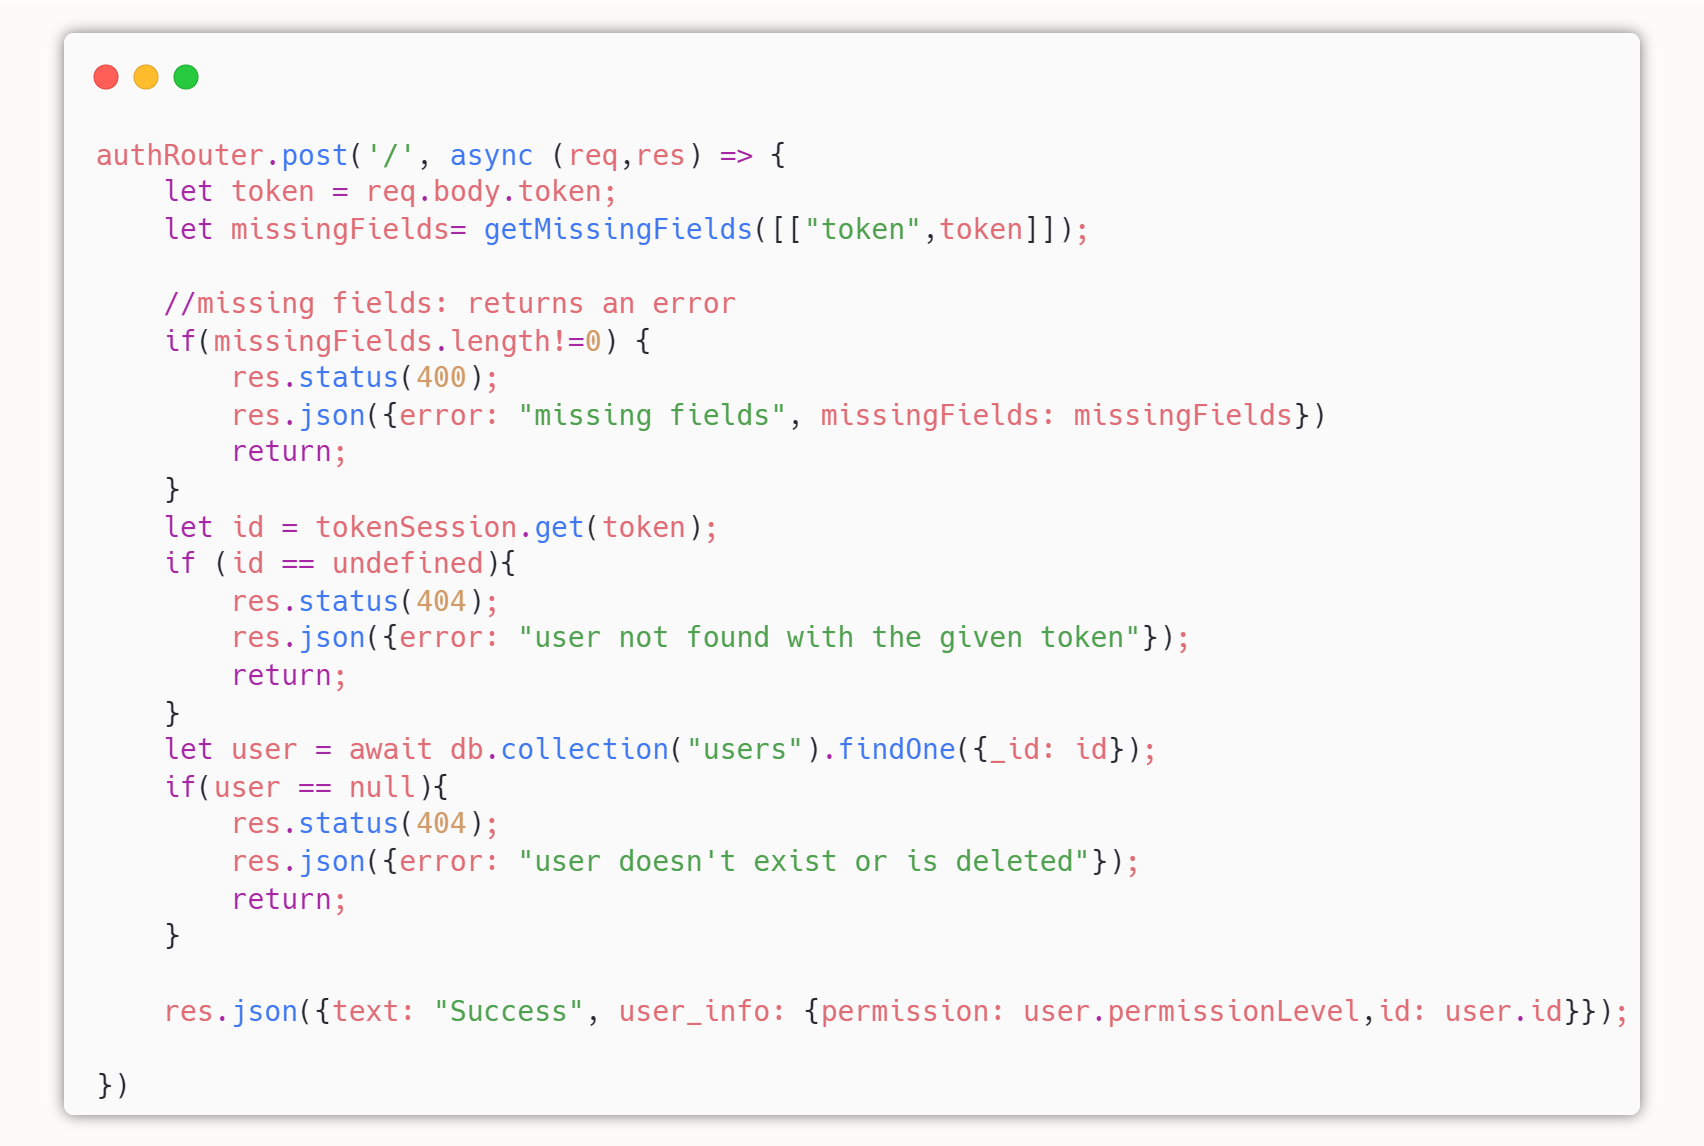 authRouter.post('/', async (req,res) => {
    let token = req.body.token;
    let missingFields= getMissingFields([["token",token]]);

    //missing fields: returns an error
    if(missingFields.length!=0) {
        res.status(400);
        res.json({error: "missing fields", missingFields: missingFields})
        return;
    }
    let id = tokenSession.get(token);
    if (id == undefined){
        res.status(404);
        res.json({error: "user not found with the given token"});
        return;
    }
    let user = await db.collection("users").findOne({_id: id});
    if(user == null){
        res.status(404);
        res.json({error: "user doesn't exist or is deleted"});
        return;
    }

    res.json({text: "Success", user_info: {permission: user.permissionLevel,id: user.id}});

})